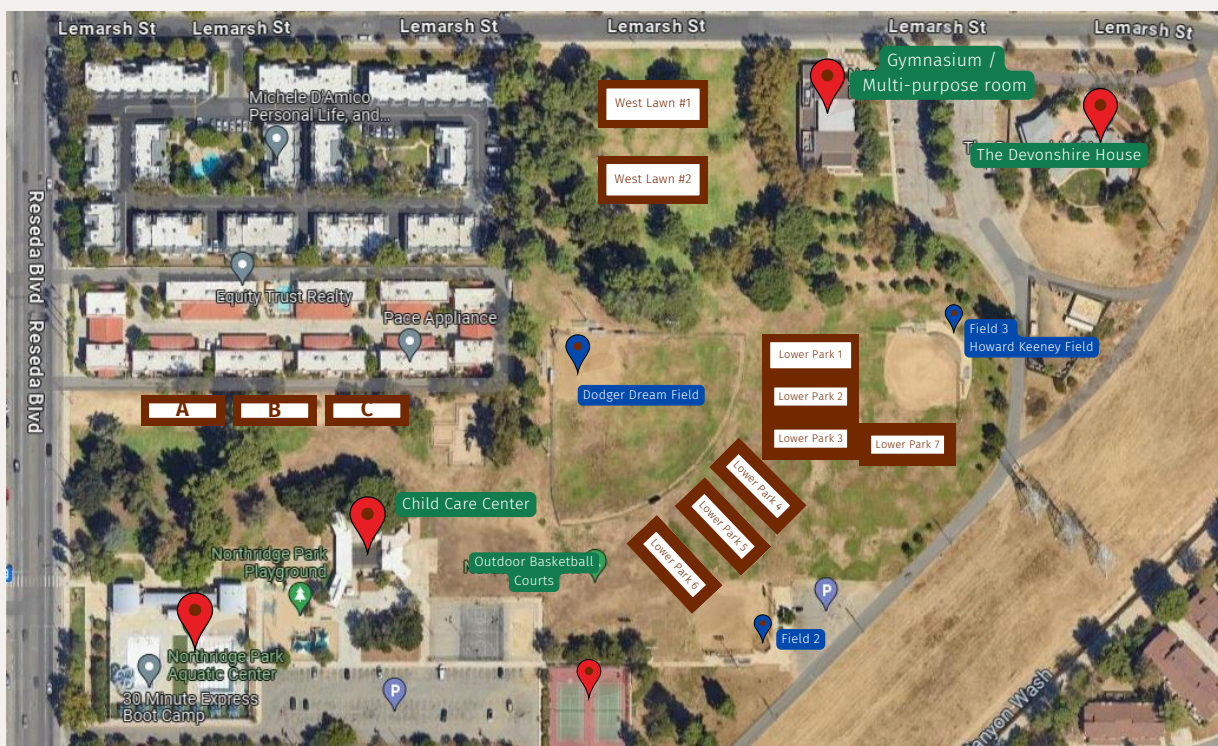 Lemarsh St
Lemarsh St
Lemarsh St
Lemarsh St
Lemarsh St
Lemarsh St
Gymnasium /
Multi-purpose room
West Lawn #1
Michele D'Amico
Personal Life, and...
The Devonshire House
West Lawn #2
Reseda Blvd
Reseda Blvd
Equity Trust Realty
Pace Appliance
Field 3
Howard Keeney Field
Lower Park 1
Dodger Dream Field
Lower Park 2
A
B
C
Lower Park 3
Lower Park 7
Lower Park 4
Child Care Center
Lower Park 5
Northridge Park
Playground
Outdoor Basketball
Courts
Lower Park 6
P
Field 2
Northridge Park
Aquatic Center
30 Minute Express
Boot Camp
P
anyon Wash